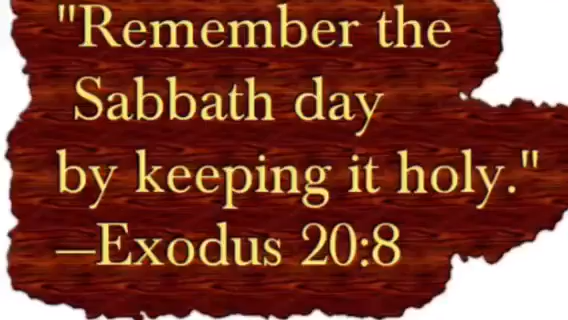 "Remember the
Sabbath day
by keeping it holy."
—Exodus 20:8